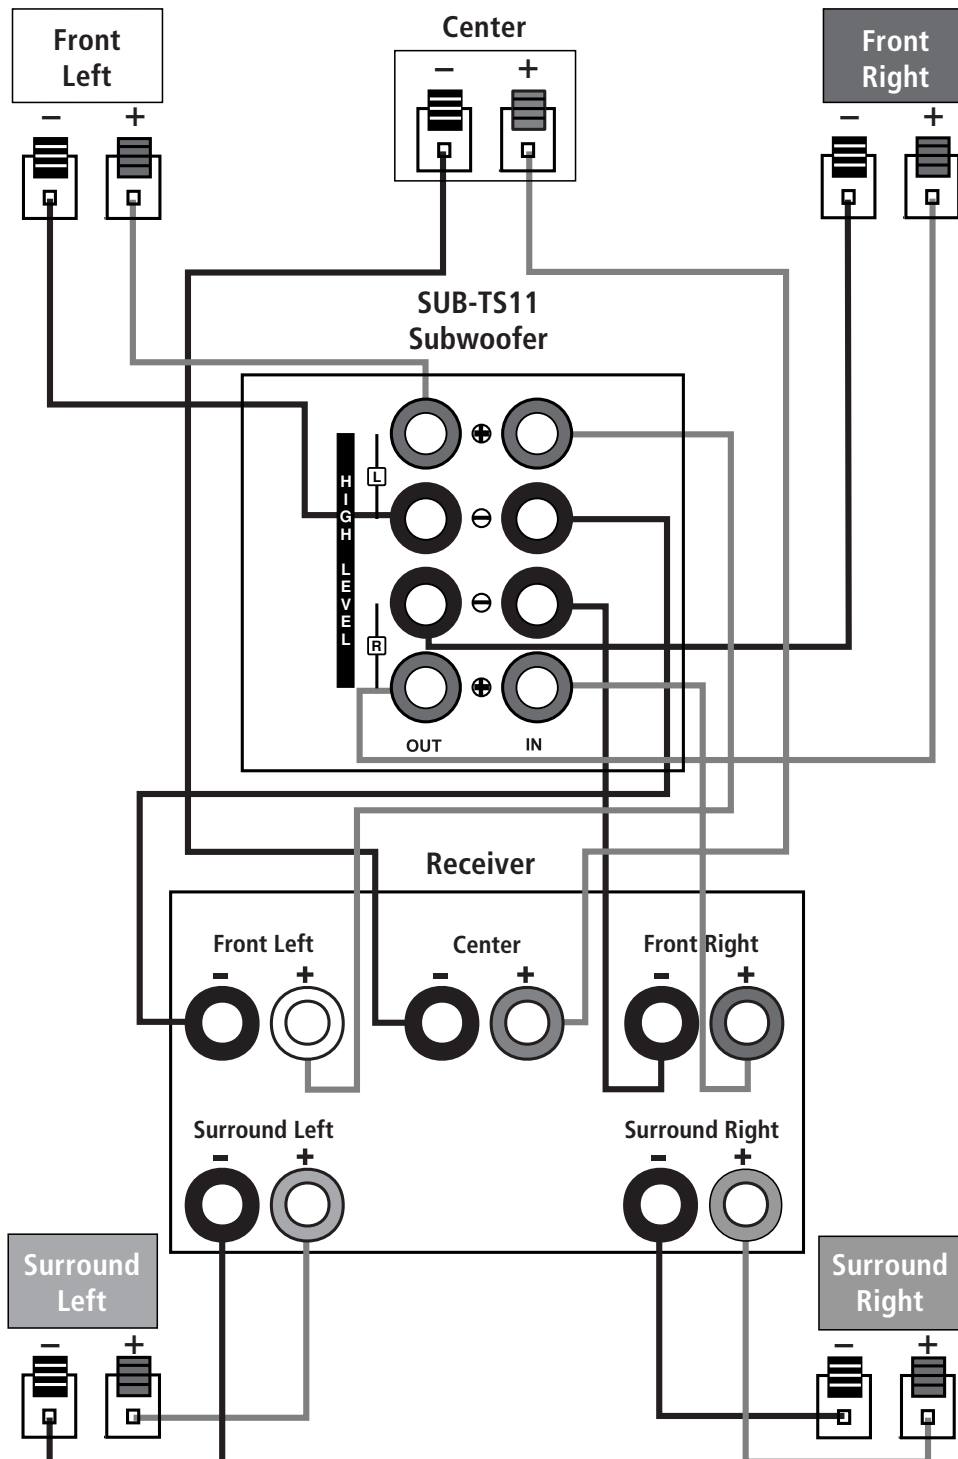 Front
Left
− +
Center
− +
Front
Right
− +
SUB-TS11
Subwoofer
HIGH LEVEL
L
R
+
−
−
+
OUT IN
Receiver
Front Left
- +
Center
- +
Front Right
- +
Surround Left
- +
Surround Right
- +
Surround
Left
− +
Surround
Right
− +